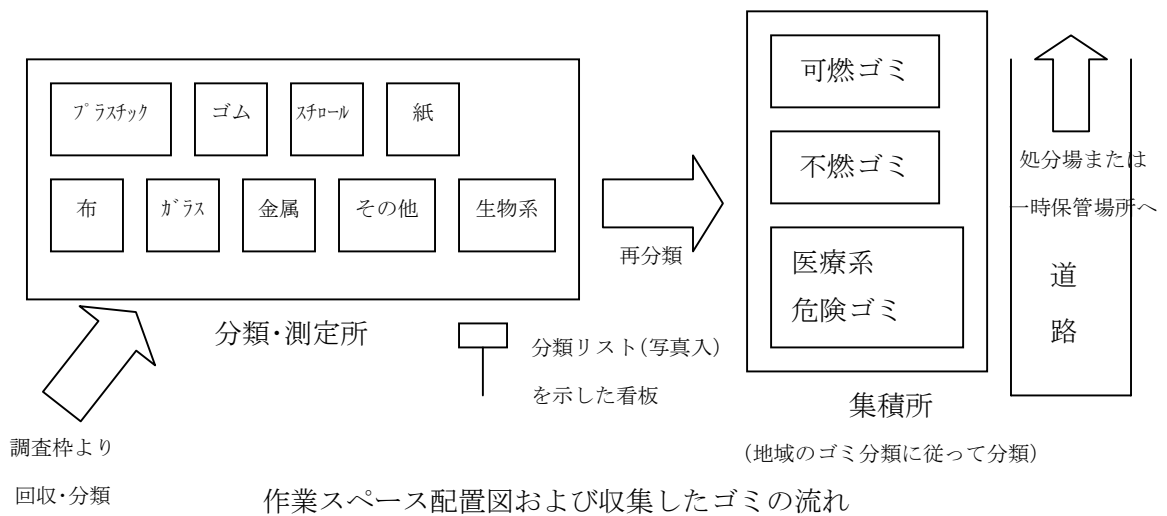 ﾌﾟﾗｽﾁｯｸ
ゴム
ｽﾁﾛｰﾙ
紙
布
ｶﾞﾗｽ
金属
その他
生物系
分類・測定所
分類リスト(写真入)
を示した看板
調査枠より
回収・分類
再分類
可燃ゴミ
不燃ゴミ
医療系
危険ゴミ
集積所
(地域のゴミ分類に従って分類)
処分場または
一時保管場所へ
道
路
作業スペース配置図および収集したゴミの流れ